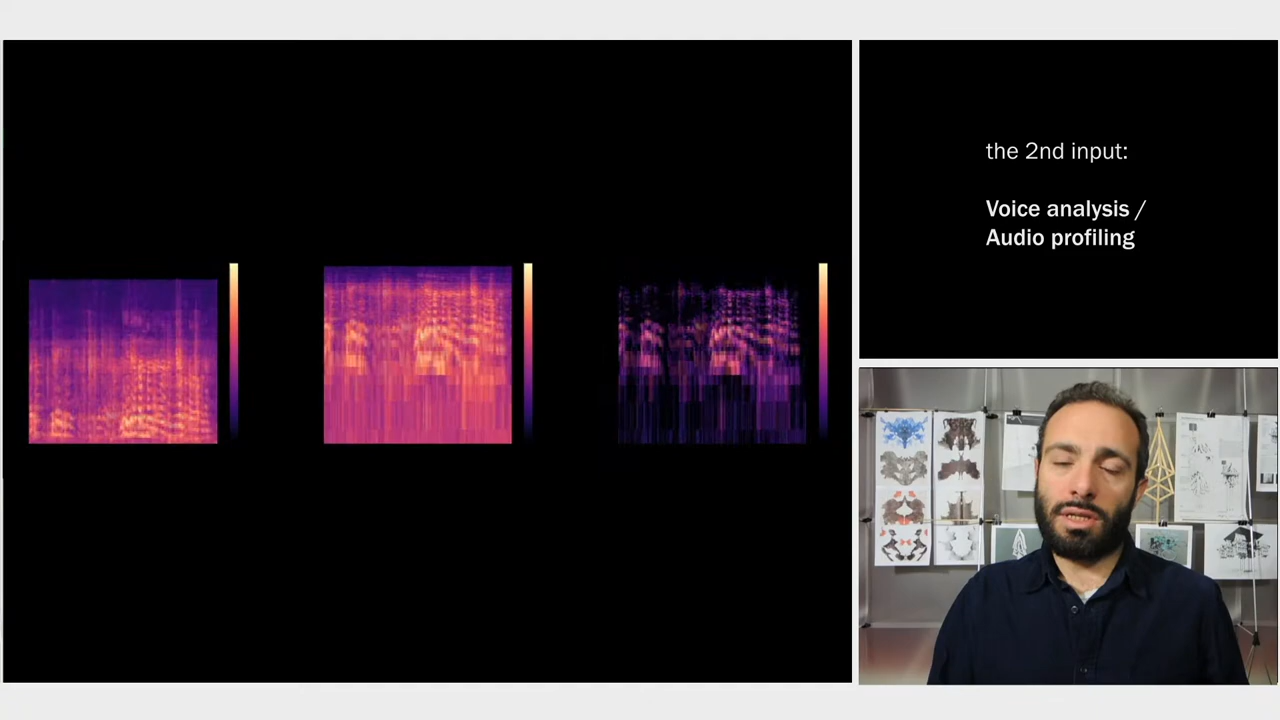 the 2nd input:
Voice analysis /
Audio profiling